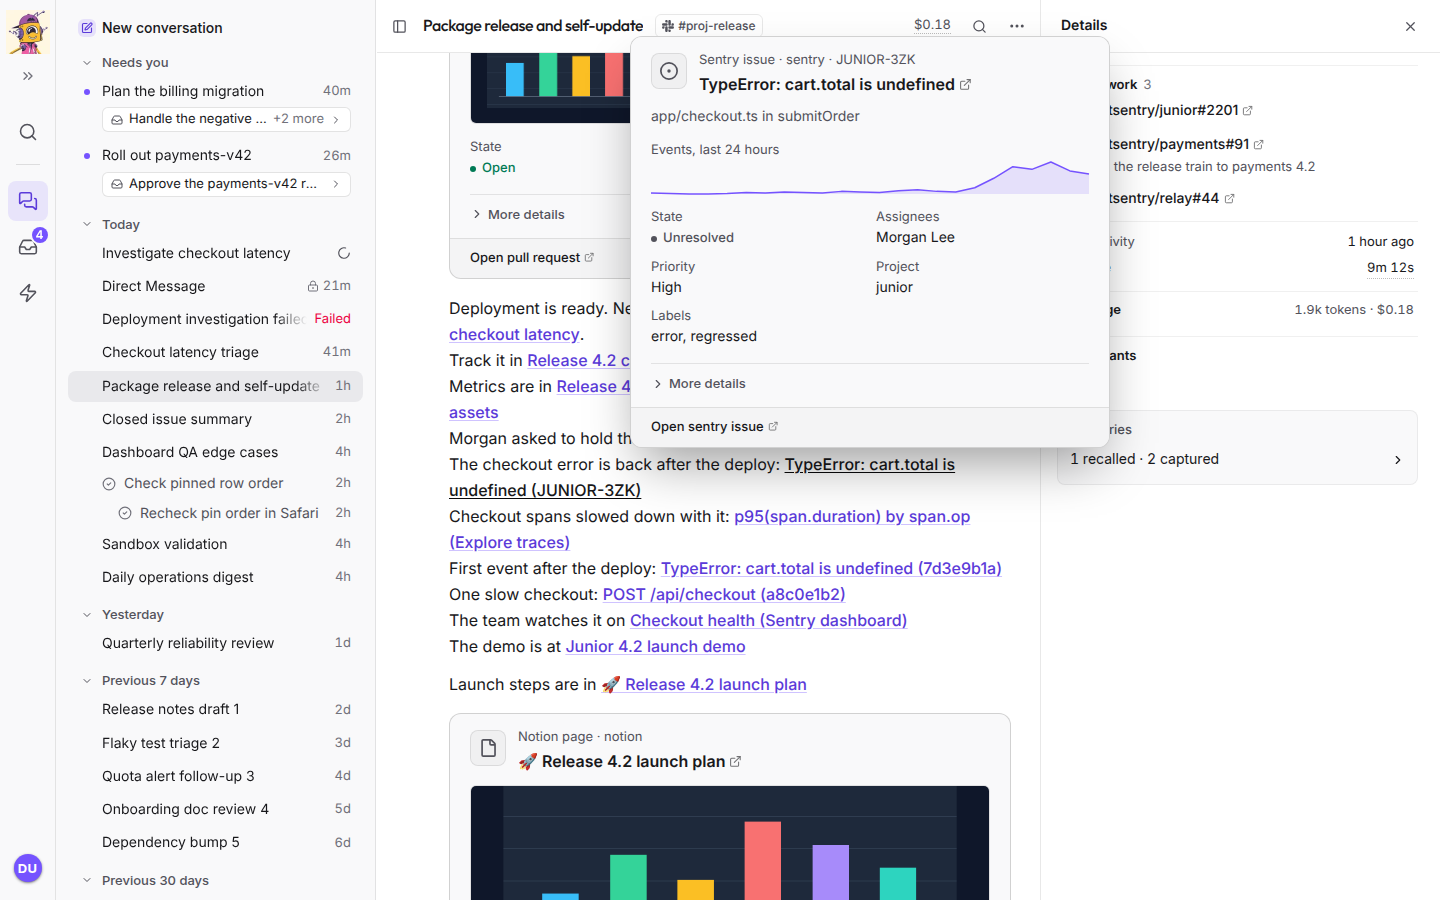 New conversation
Needs you
Plan the billing migration 40m
Handle the negative ... +2 more
Roll out payments-v42 26m
Approve the payments-v42 r...
Today
Investigate checkout latency
Direct Message 21m
Deployment investigation failed Failed
Checkout latency triage 41m
Package release and self-update 1h
Closed issue summary 2h
Dashboard QA edge cases 4h
Check pinned row order 2h
Recheck pin order in Safari 2h
Sandbox validation 4h
Daily operations digest 4h
Yesterday
Quarterly reliability review 1d
Previous 7 days
Release notes draft 1 2d
Flaky test triage 2 3d
Quota alert follow-up 3 4d
Onboarding doc review 4 5d
Dependency bump 5 6d
Previous 30 days
4
DU
Package release and self-update #proj-release $0.18
State
Open
More details
Open pull request
Deployment is ready. Ne
checkout latency.
Track it in Release 4.2 c
Metrics are in Release 4
assets
Morgan asked to hold th
The checkout error is back after the deploy: TypeError: cart.total is
undefined (JUNIOR-3ZK)
Checkout spans slowed down with it: p95(span.duration) by span.op
(Explore traces)
First event after the deploy: TypeError: cart.total is undefined (7d3e9b1a)
One slow checkout: POST /api/checkout (a8c0e1b2)
The team watches it on Checkout health (Sentry dashboard)
The demo is at Junior 4.2 launch demo
Launch steps are in 🚀 Release 4.2 launch plan
Notion page · notion
🚀 Release 4.2 launch plan
Sentry issue · sentry · JUNIOR-3ZK
TypeError: cart.total is undefined
app/checkout.ts in submitOrder
Events, last 24 hours
State Assignees
Unresolved Morgan Lee
Priority Project
High junior
Labels
error, regressed
More details
Open sentry issue
Details
work 3
tsentry/junior#2201
tsentry/payments#91
the release train to payments 4.2
tsentry/relay#44
ivity 1 hour ago
9m 12s
ge 1.9k tokens · $0.18
ants
ries
1 recalled · 2 captured